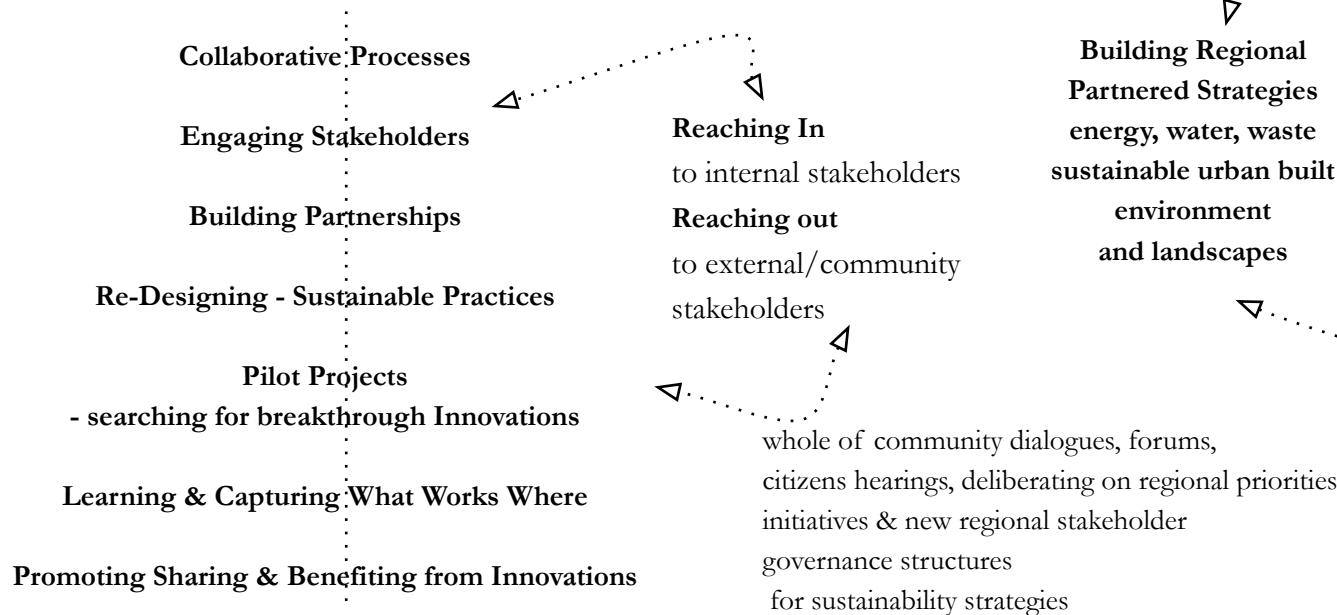 Collaborative Processes
Engaging Stakeholders
Building Partnerships
Re-Designing - Sustainable Practices
Pilot Projects
- searching for breakthrough Innovations
Learning & Capturing What Works Where
Promoting Sharing & Benefiting from Innovations
Reaching In
to internal stakeholders
Reaching out
to external/community
stakeholders
whole of community dialogues, forums,
citizens hearings, deliberating on regional priorities
initiatives & new regional stakeholder
governance structures
for sustainability strategies
Building Regional
Partnered Strategies
energy, water, waste
sustainable urban built
environment
and landscapes